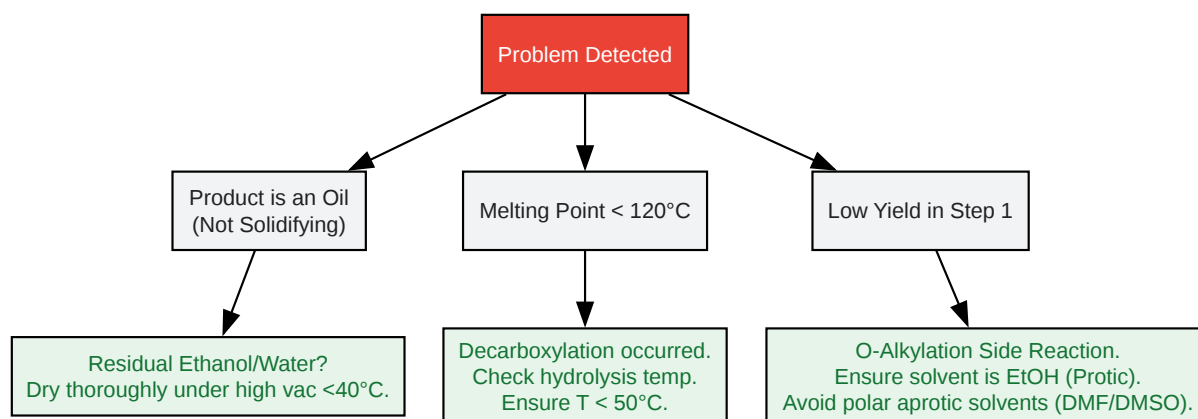 Problem Detected
Product is an Oil
(Not Solidifying)
Melting Point < 120°C
Low Yield in Step 1
Residual Ethanol/Water?
Dry thoroughly under high vac <40°C.
Decarboxylation occurred.
Check hydrolysis temp.
Ensure T < 50°C.
O-Alkylation Side Reaction.
Ensure solvent is EtOH (Protic).
Avoid polar aprotic solvents (DMF/DMSO).